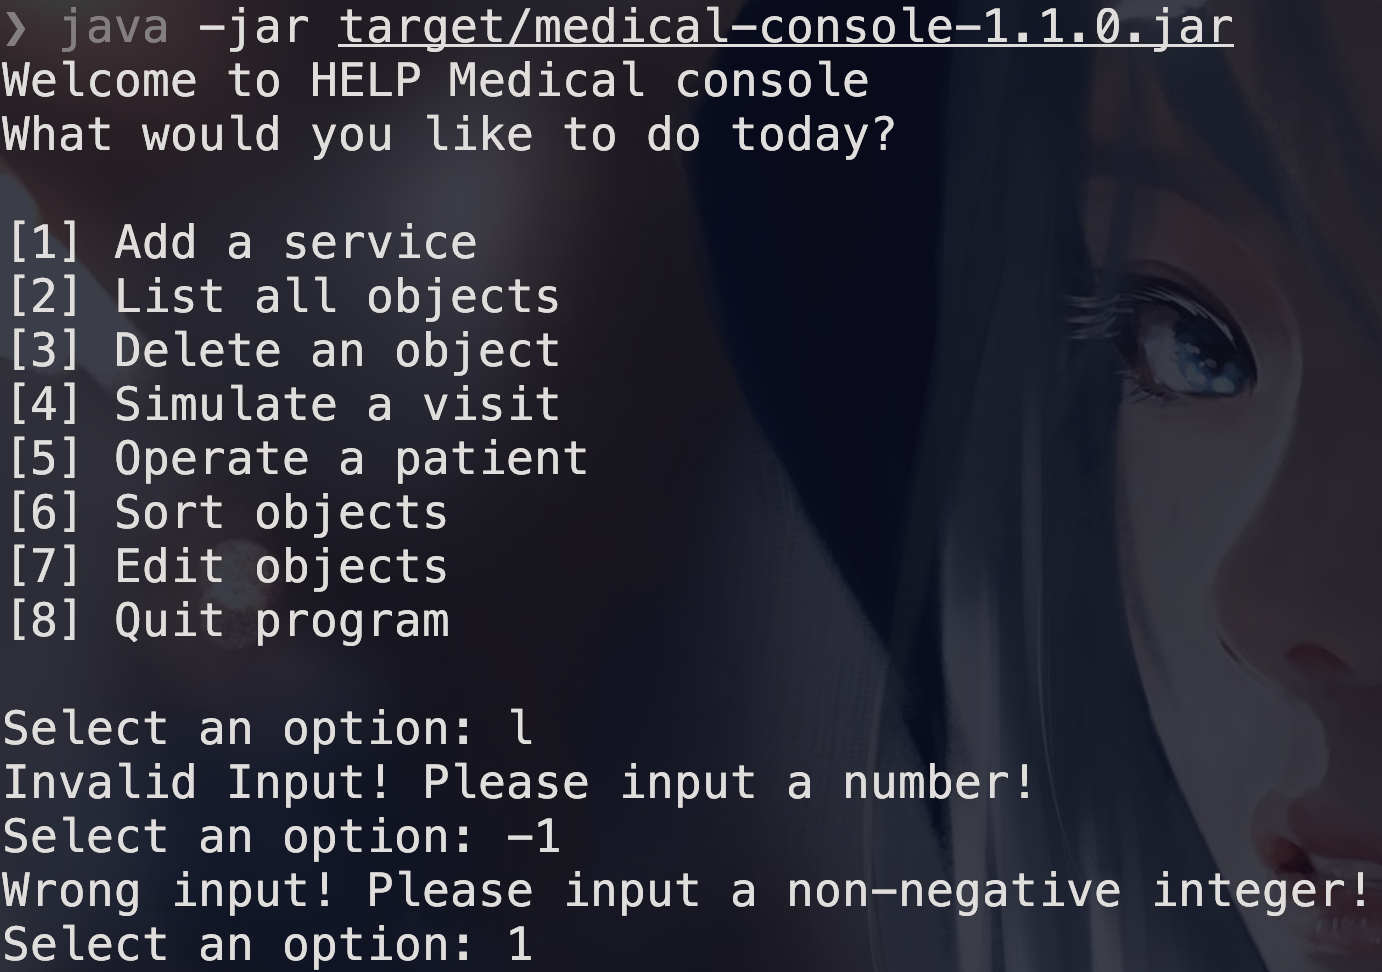 ❯ java -jar target/medical-console-1.1.0.jar
Welcome to HELP Medical console
What would you like to do today?
[1] Add a service
[2] List all objects
[3] Delete an object
[4] Simulate a visit
[5] Operate a patient
[6] Sort objects
[7] Edit objects
[8] Quit program
Select an option: l
Invalid Input! Please input a number!
Select an option: -1
Wrong input! Please input a non-negative integer!
Select an option: 1